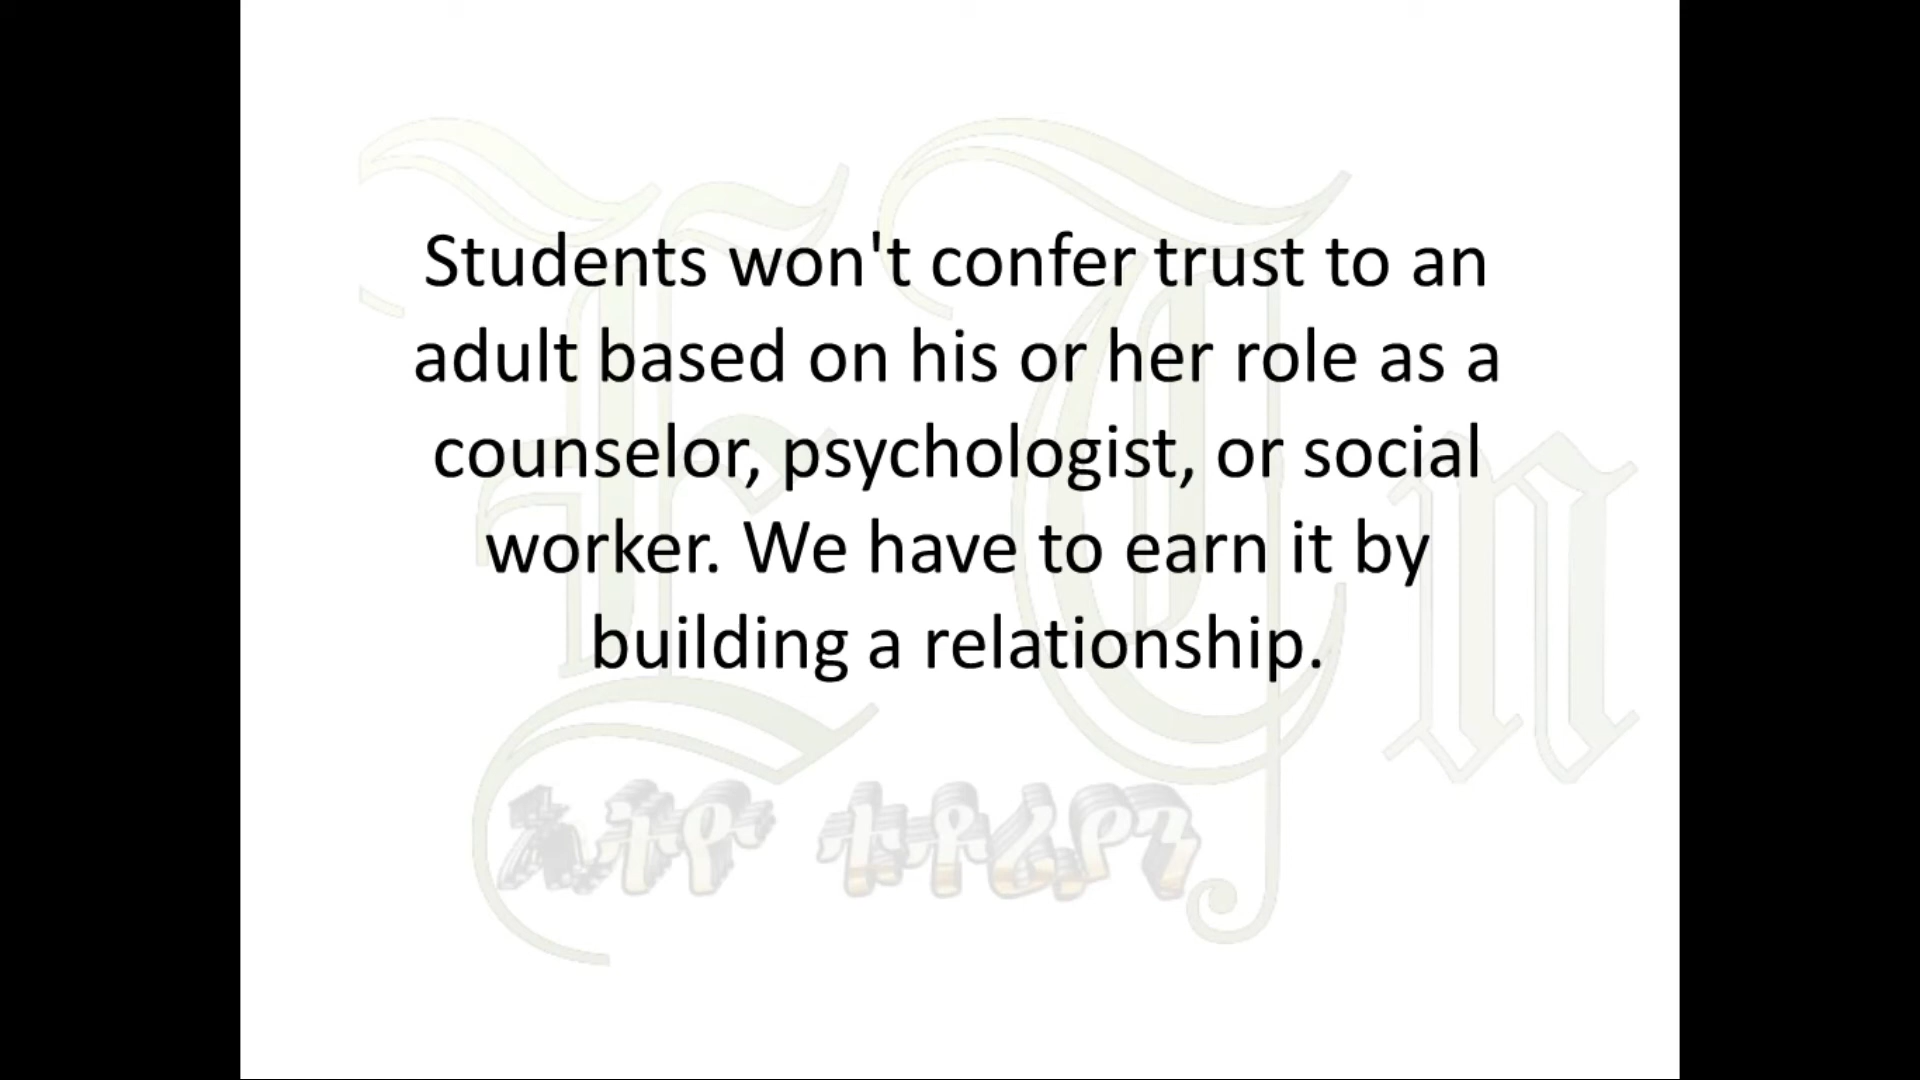 Students won't confer trust to an
adult based on his or her role as a
counselor, psychologist, or social
worker. We have to earn it by
building a relationship.